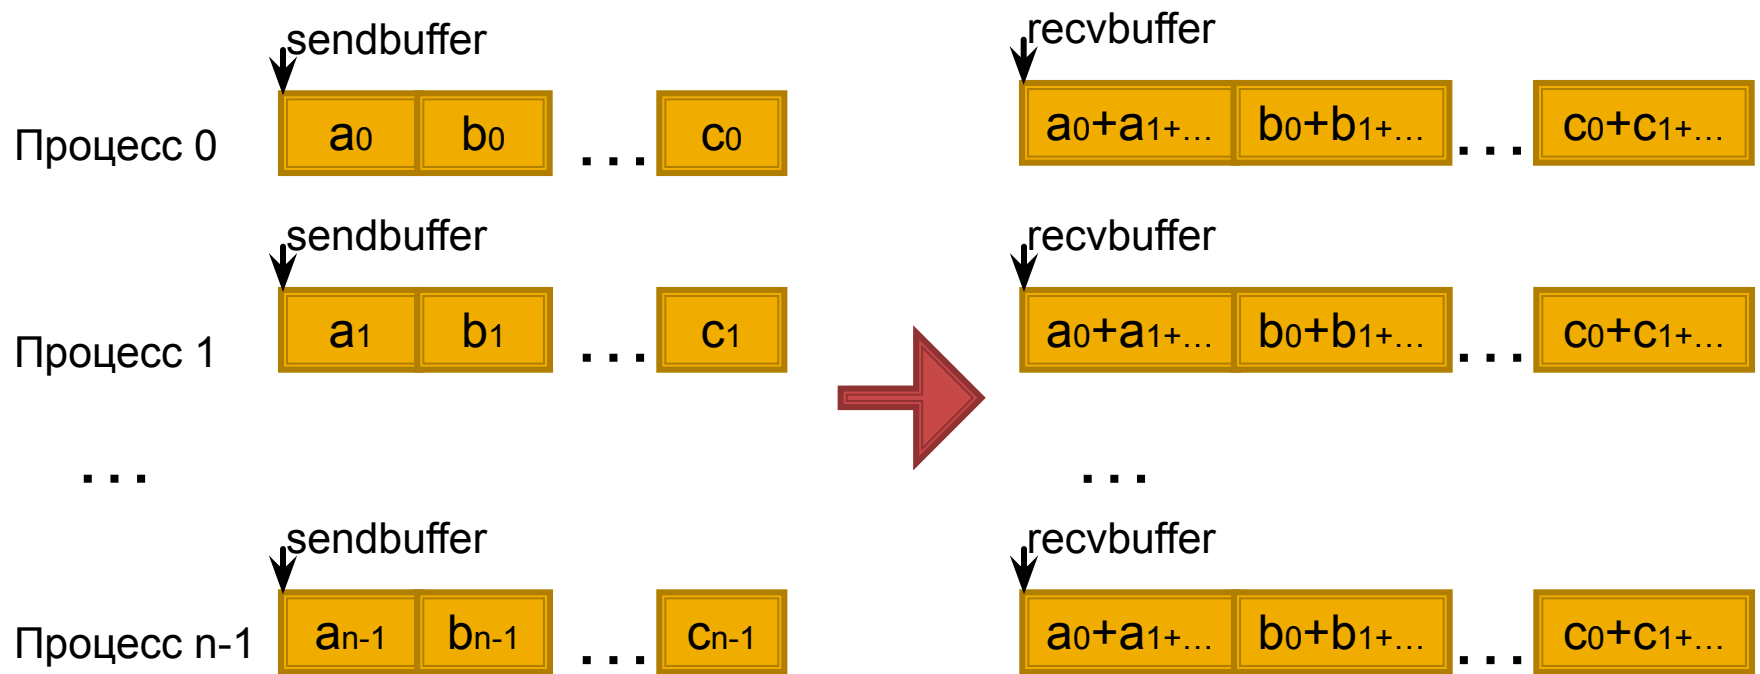 sendbuffer recvbuffer
Процесс 0 a0 b0 ... c0 a0+a1+... b0+b1+... ... c0+c1+...
sendbuffer recvbuffer
Процесс 1 a1 b1 ... c1 a0+a1+... b0+b1+... ... c0+c1+...
... ...
sendbuffer recvbuffer
Процесс n-1 an-1 bn-1 ... cn-1 a0+a1+... b0+b1+... ... c0+c1+...